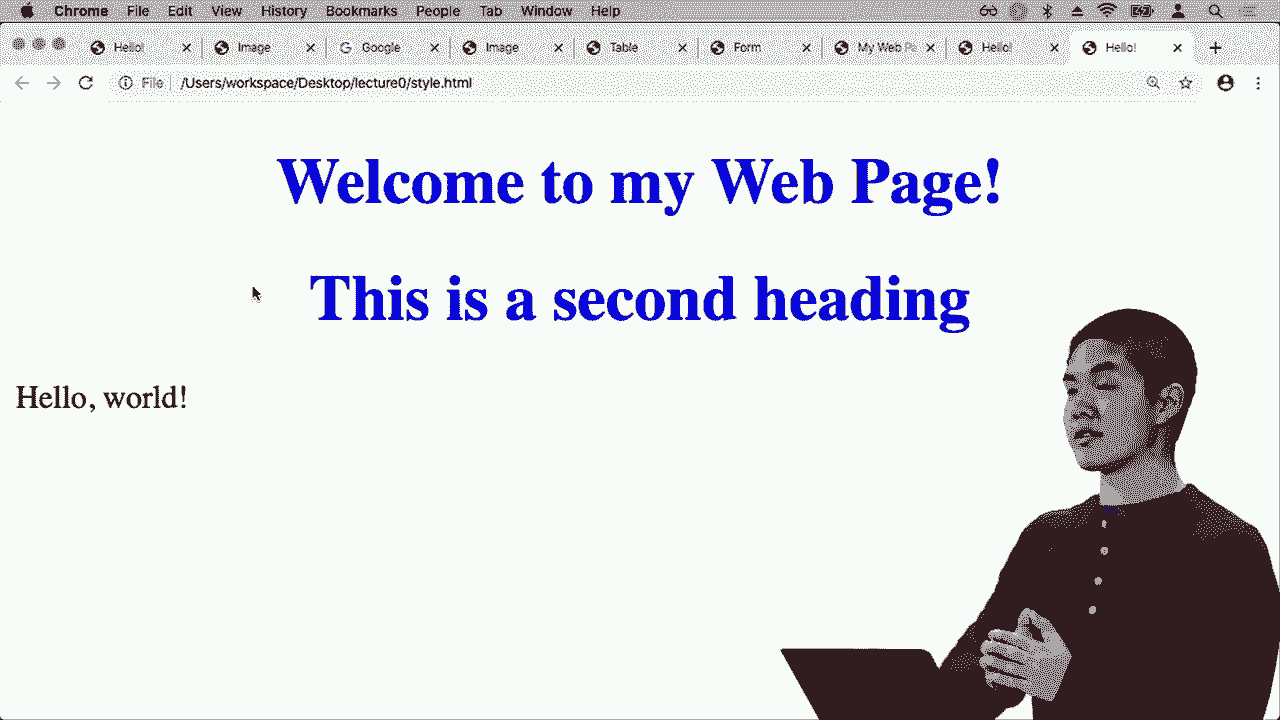 Chrome File Edit View History Bookmarks People Tab Window Help
Hello! Image Google Image Table Form My Web Pa Hello! Hello!
File /Users/workspace/Desktop/lecture0/style.html
Welcome to my Web Page!
This is a second heading
Hello, world!